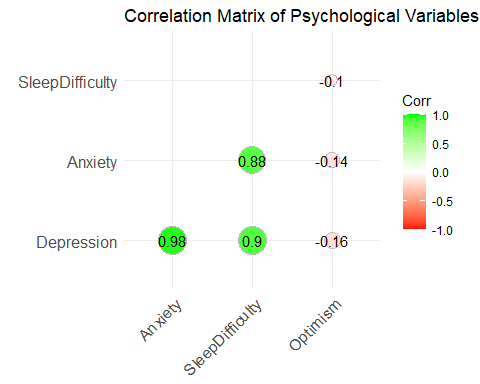 Correlation Matrix of Psychological Variables
SleepDifficulty
-0.1
Anxiety
0.88
-0.14
Depression
0.98
0.9
-0.16
Anxiety
SleepDifficulty
Optimism
Corr
1.0
0.5
0.0
-0.5
-1.0